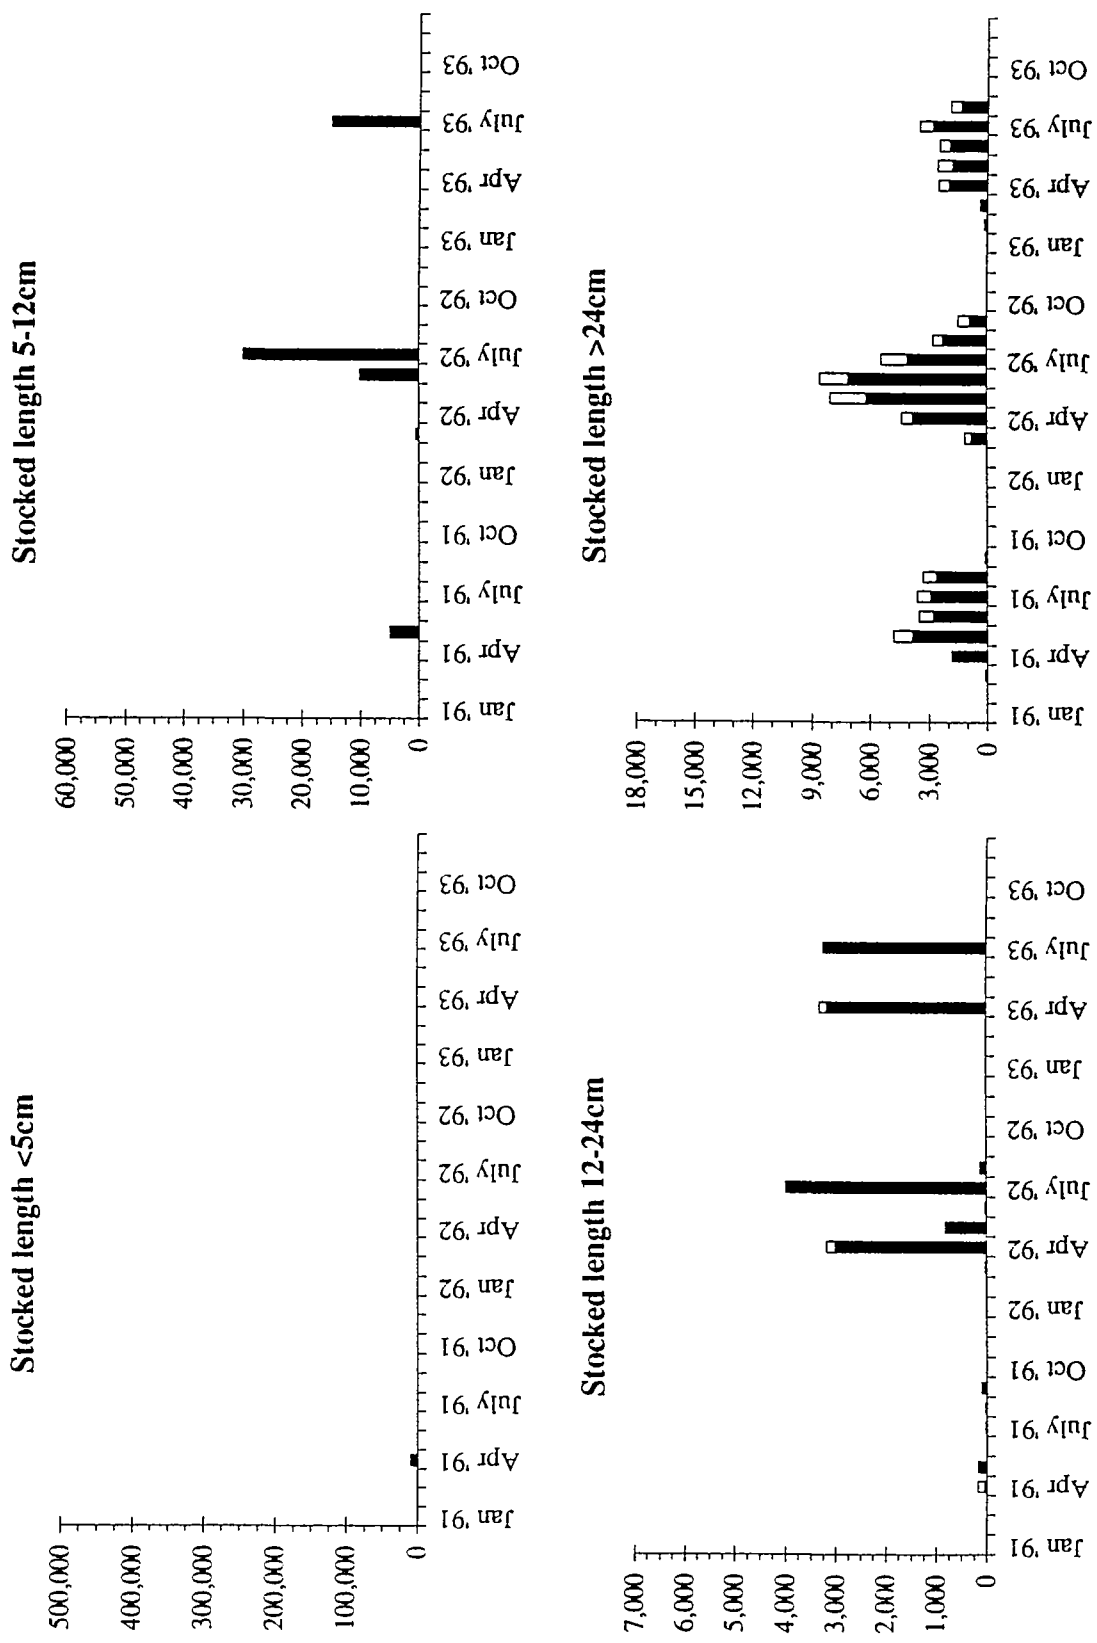 Stocked length <5cm
500,000
400,000
300,000
200,000
100,000
0
Jan '91
Apr '91
July '91
Oct '91
Jan '92
Apr '92
July '92
Oct '92
Jan '93
Apr '93
July '93
Oct '93
Stocked length 5-12cm
60,000
50,000
40,000
30,000
20,000
10,000
0
Jan '91
Apr '91
July '91
Oct '91
Jan '92
Apr '92
July '92
Oct '92
Jan '93
Apr '93
July '93
Oct '93
Stocked length 12-24cm
7,000
6,000
5,000
4,000
3,000
2,000
1,000
0
Jan '91
Apr '91
July '91
Oct '91
Jan '92
Apr '92
July '92
Oct '92
Jan '93
Apr '93
July '93
Oct '93
Stocked length >24cm
18,000
15,000
12,000
9,000
6,000
3,000
0
Jan '91
Apr '91
July '91
Oct '91
Jan '92
Apr '92
July '92
Oct '92
Jan '93
Apr '93
July '93
Oct '93